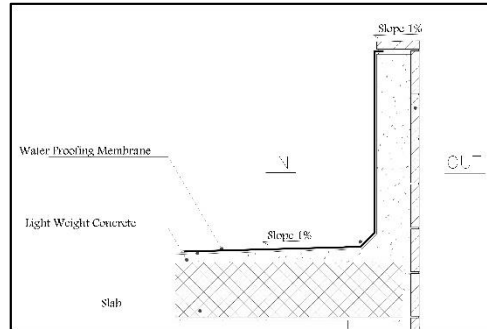 Slope 1%
Water Proofing Membrane
IN
OUT
Light Weight Concrete
Slope 1%
Slab